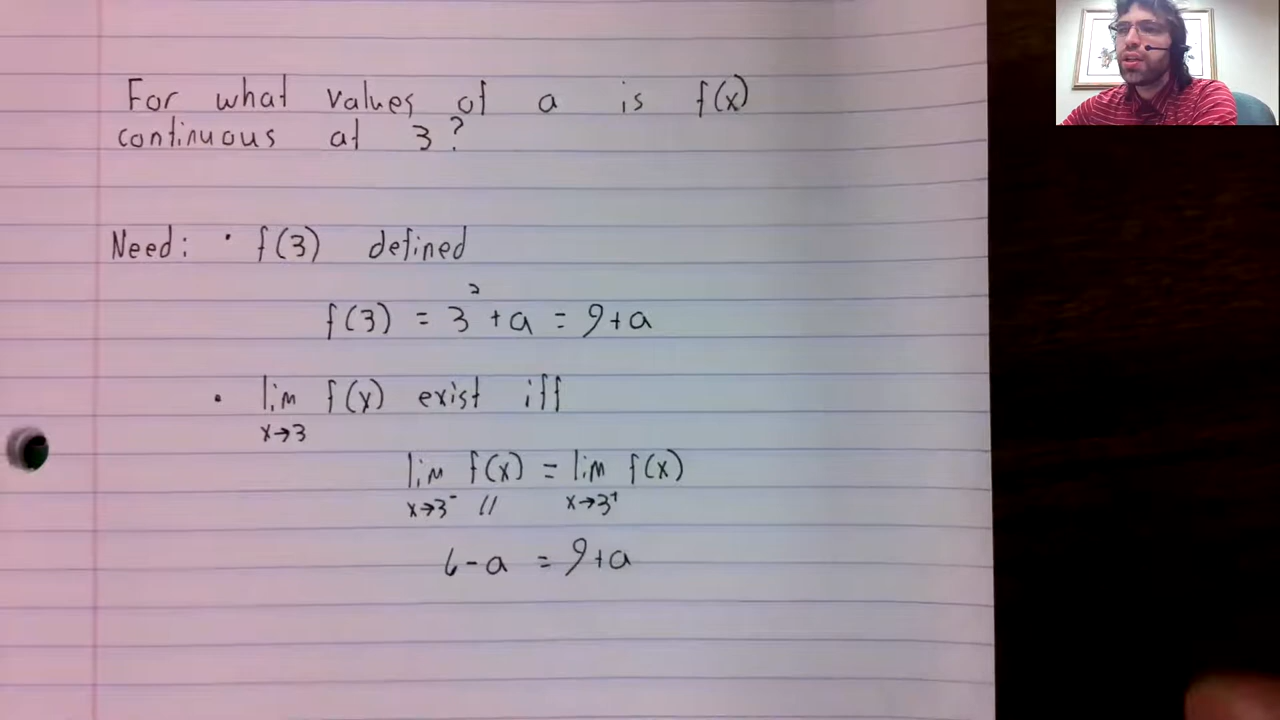 For what values of a is f(x)
continuous at 3?
Need: • f(3) defined
f(3) = 3² + a = 9+a
• lim f(x) exist iff
x→3
lim f(x) = lim f(x)
x→3⁻ // x→3⁺
6-a = 9+a